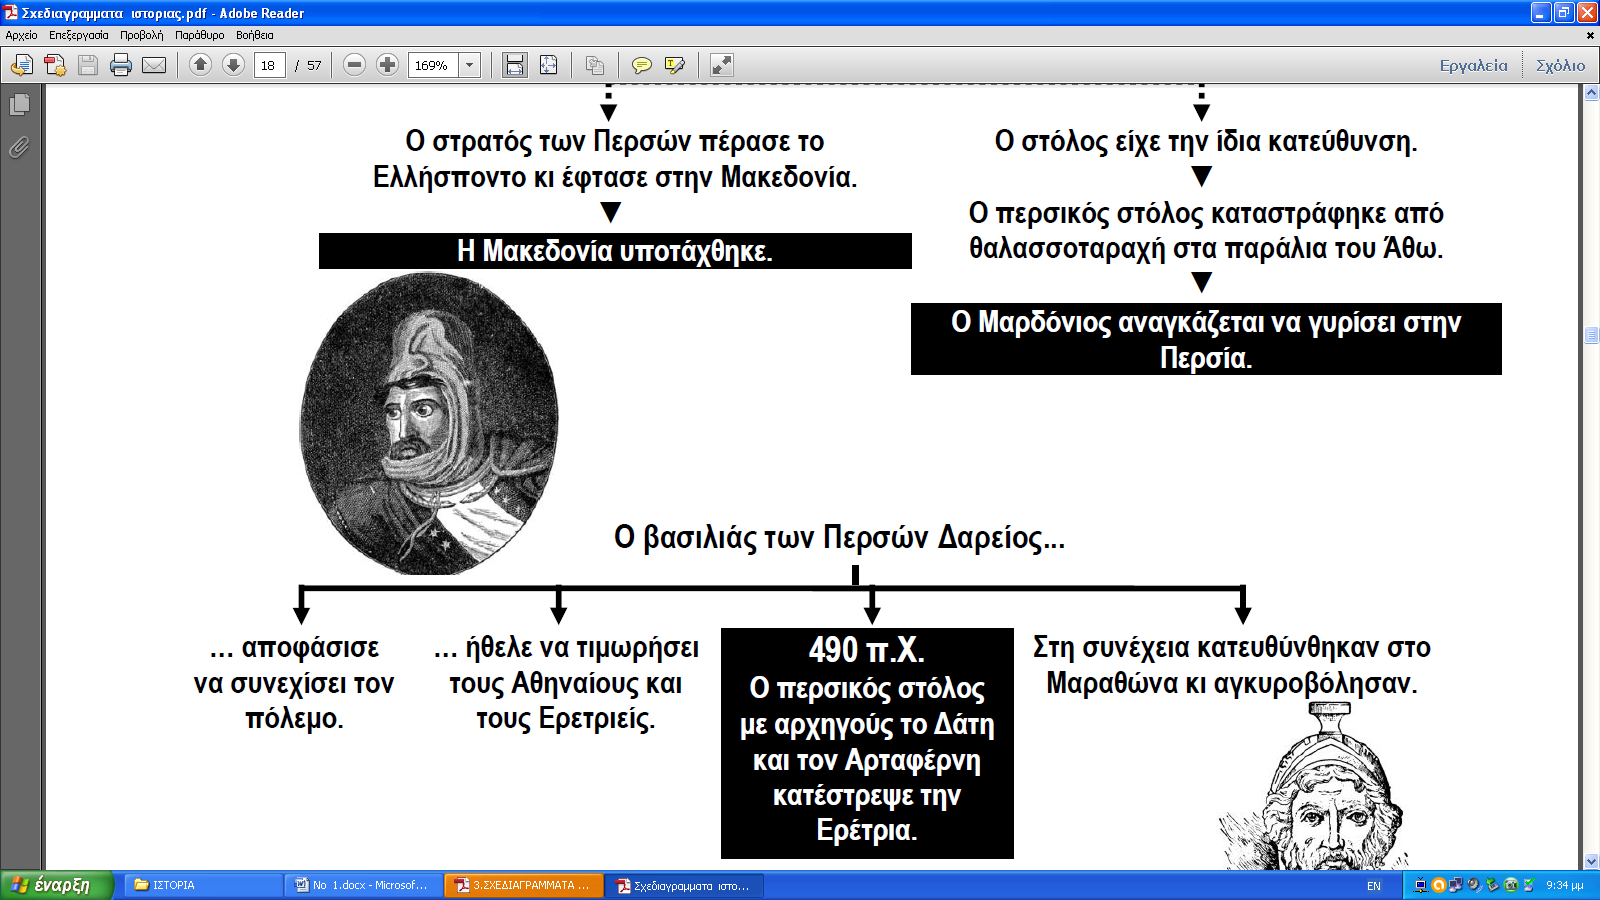 Σχεδιαγραμματα ιστοριας.pdf - Adobe Reader
Αρχείο Επεξεργασία Προβολή Παράθυρο Βοήθεια
18 / 57 169% Εργαλεία Σχόλιο
Ο στρατός των Περσών πέρασε το
Ελλήσποντο κι έφτασε στην Μακεδονία.
Η Μακεδονία υποτάχθηκε.
Ο στόλος είχε την ίδια κατεύθυνση.
Ο περσικός στόλος καταστράφηκε από
θαλασσοταραχή στα παράλια του Άθω.
Ο Μαρδόνιος αναγκάζεται να γυρίσει στην
Περσία.
Ο βασιλιάς των Περσών Δαρείος...
... αποφάσισε
να συνεχίσει τον
πόλεμο.
... ήθελε να τιμωρήσει
τους Αθηναίους και
τους Ερετριείς.
490 π.Χ.
Ο περσικός στόλος
με αρχηγούς το Δάτη
και τον Αρταφέρνη
κατέστρεψε την
Ερέτρια.
Στη συνέχεια κατευθύνθηκαν στο
Μαραθώνα κι αγκυροβόλησαν.
έναρξη ΙΣΤΟΡΙΑ No 1.docx - Microsof... 3.ΣΧΕΔΙΑΓΡΑΜΜΑΤΑ ... Σχεδιαγραμματα ιστο... EN 9:34 μμ